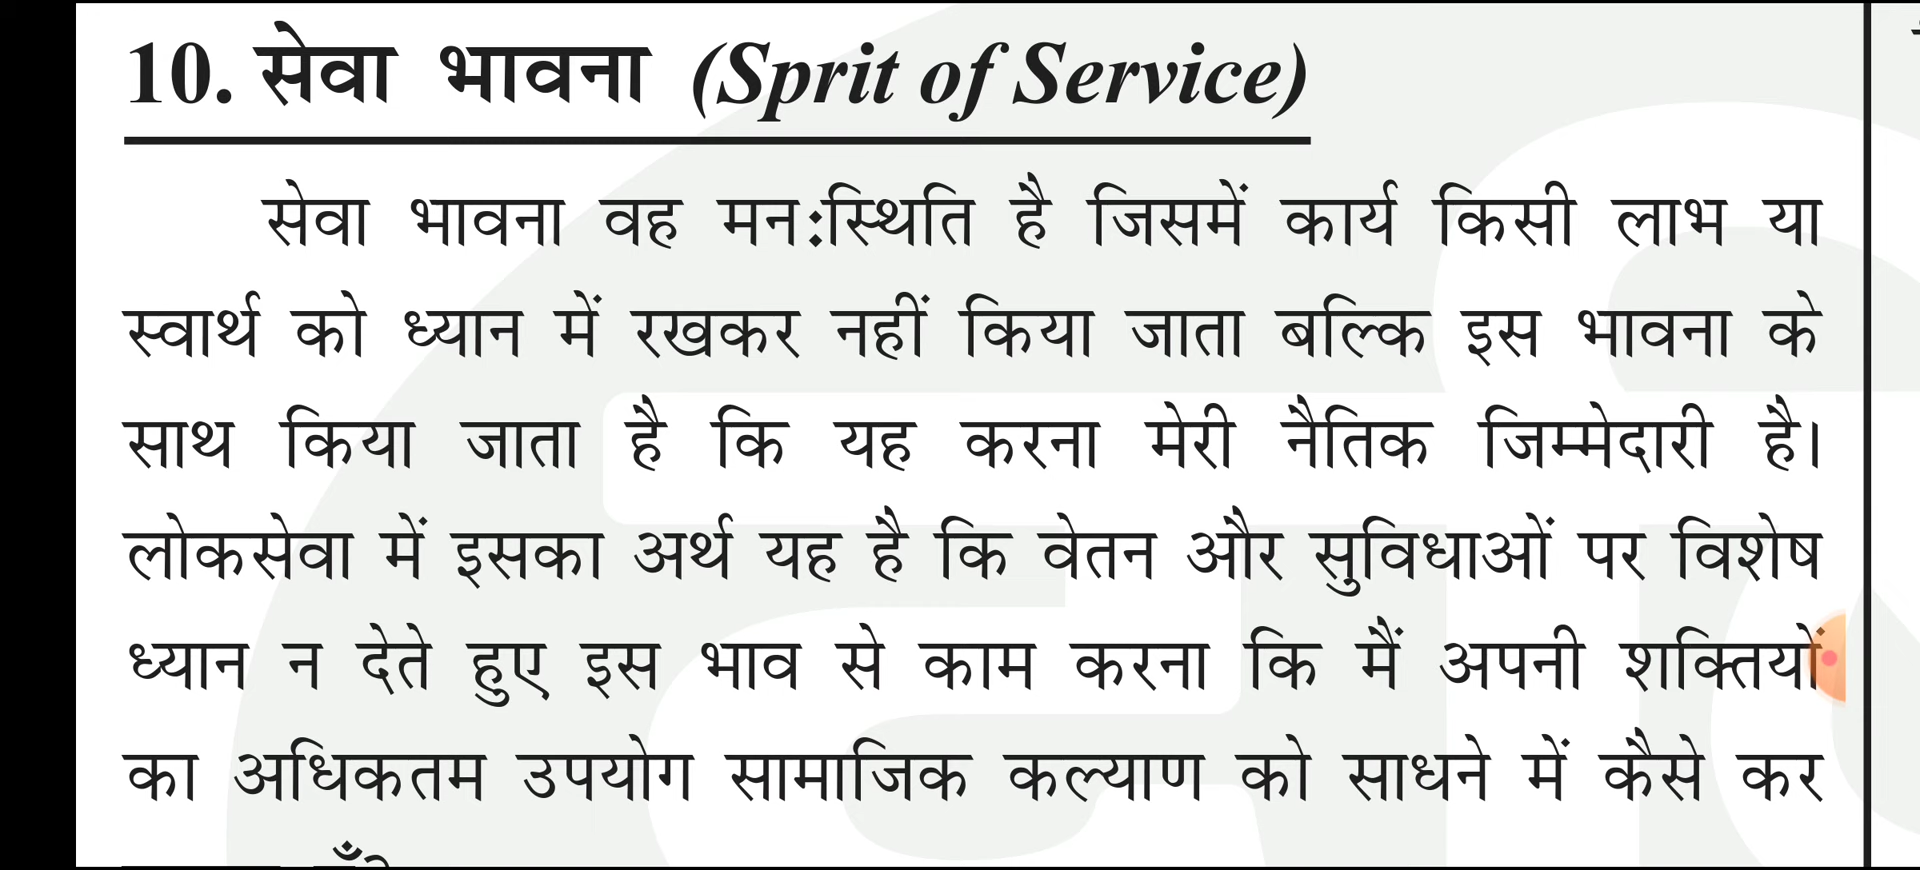 10. सेवा भावना (Sprit of Service)
सेवा भावना वह मन:स्थिति है जिसमें कार्य किसी लाभ या
स्वार्थ को ध्यान में रखकर नहीं किया जाता बल्कि इस भावना के
साथ किया जाता है कि यह करना मेरी नैतिक जिम्मेदारी है।
लोकसेवा में इसका अर्थ यह है कि वेतन और सुविधाओं पर विशेष
ध्यान न देते हुए इस भाव से काम करना कि मैं अपनी शक्तियों
का अधिकतम उपयोग सामाजिक कल्याण को साधने में कैसे कर